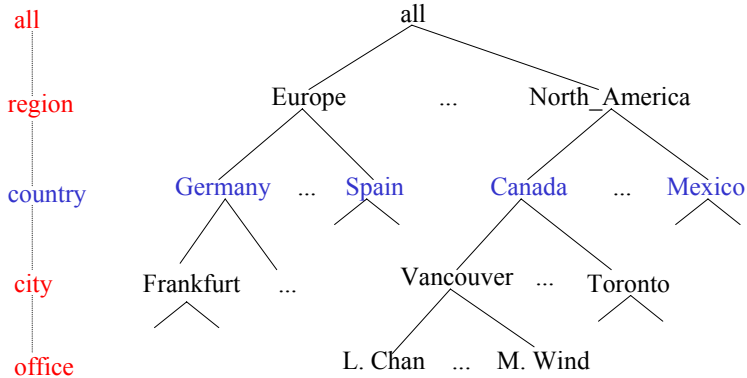 all all
region Europe ... North_America
country Germany ... Spain Canada ... Mexico
city Frankfurt ... Vancouver ... Toronto
office L. Chan ... M. Wind